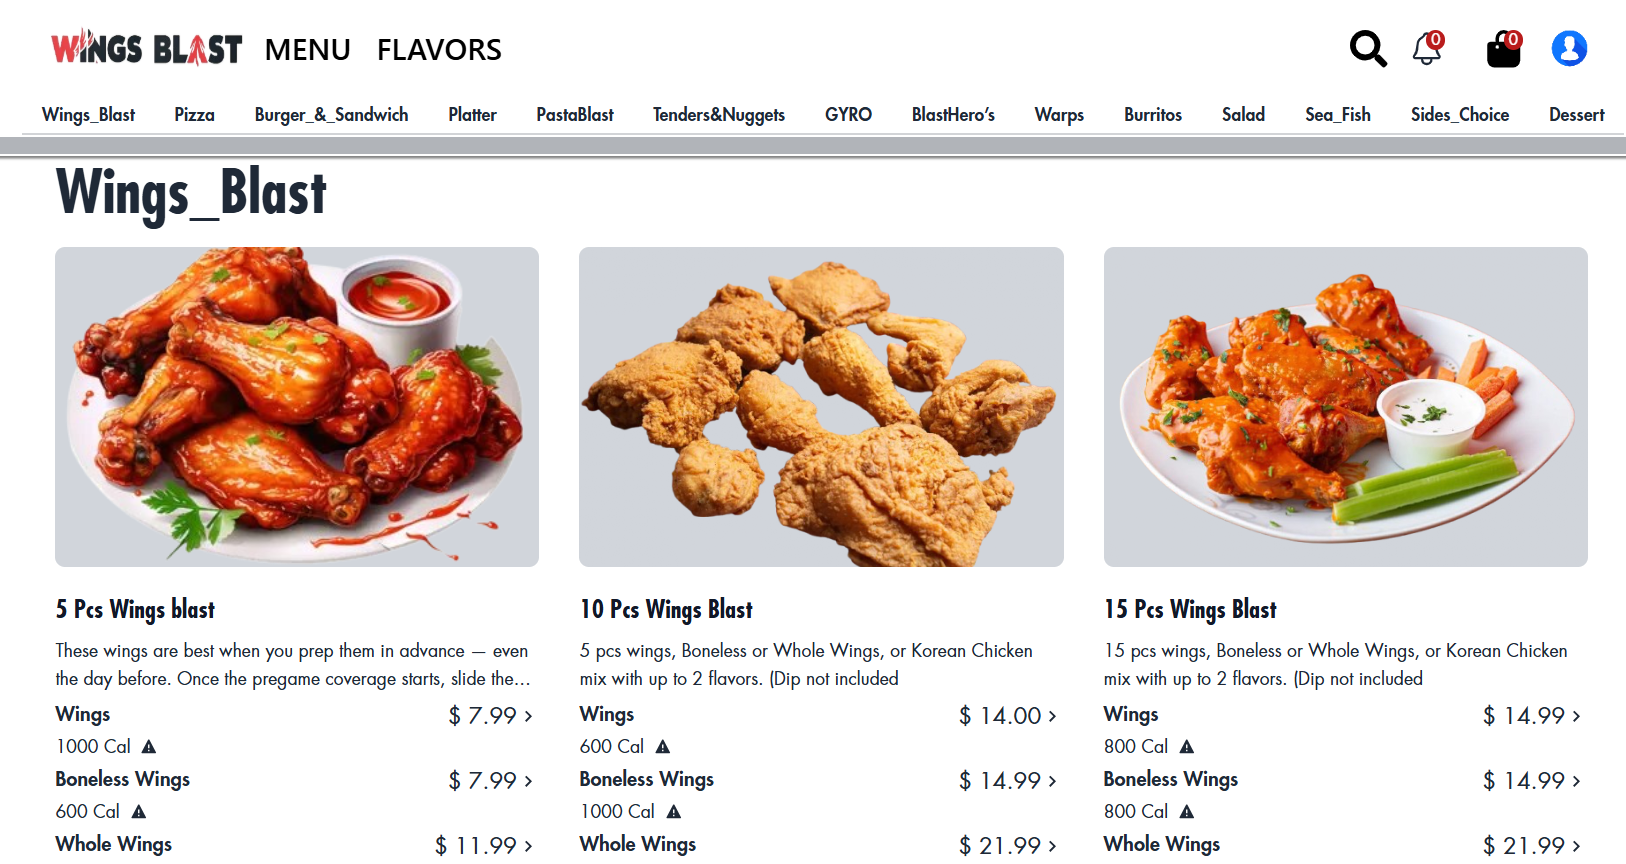 WINGS BLAST MENU FLAVORS 0 0
Wings_Blast Pizza Burger_&_Sandwich Platter PastaBlast Tenders&Nuggets GYRO BlastHero’s Warps Burritos Salad Sea_Fish Sides_Choice Dessert
Wings_Blast
5 Pcs Wings blast
These wings are best when you prep them in advance — even
the day before. Once the pregame coverage starts, slide the...
Wings $ 7.99 ›
1000 Cal
Boneless Wings $ 7.99 ›
600 Cal
Whole Wings $ 11.99 ›
10 Pcs Wings Blast
5 pcs wings, Boneless or Whole Wings, or Korean Chicken
mix with up to 2 flavors. (Dip not included
Wings $ 14.00 ›
600 Cal
Boneless Wings $ 14.99 ›
1000 Cal
Whole Wings $ 21.99 ›
15 Pcs Wings Blast
15 pcs wings, Boneless or Whole Wings, or Korean Chicken
mix with up to 2 flavors. (Dip not included
Wings $ 14.99 ›
800 Cal
Boneless Wings $ 14.99 ›
800 Cal
Whole Wings $ 21.99 ›